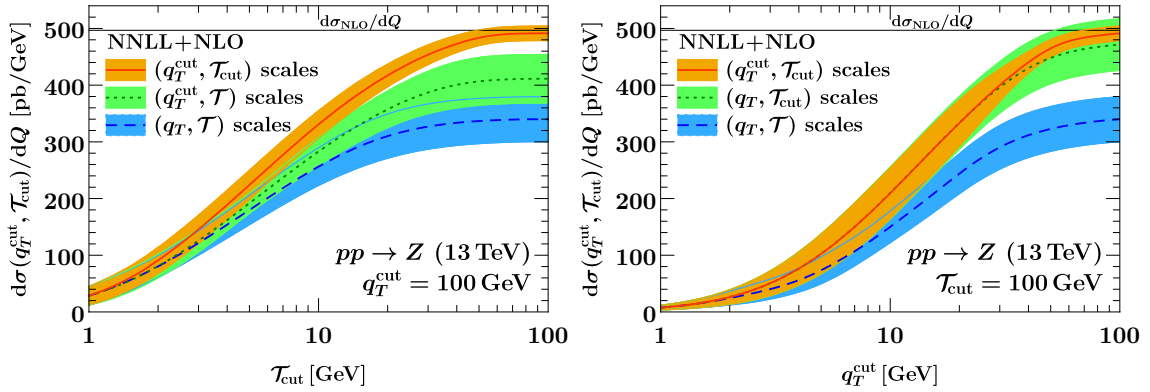 dσ_NLO/dQ
NNLL+NLO
(q_T^cut, 𝒯_cut) scales
(q_T^cut, 𝒯) scales
(q_T, 𝒯) scales
pp → Z (13 TeV)
q_T^cut = 100 GeV
dσ(q_T^cut, 𝒯_cut)/dQ [pb/GeV]
500
400
300
200
100
0
1
10
100
𝒯_cut [GeV]
dσ_NLO/dQ
NNLL+NLO
(q_T^cut, 𝒯_cut) scales
(q_T, 𝒯_cut) scales
(q_T, 𝒯) scales
pp → Z (13 TeV)
𝒯_cut = 100 GeV
dσ(q_T^cut, 𝒯_cut)/dQ [pb/GeV]
500
400
300
200
100
0
1
10
100
q_T^cut [GeV]